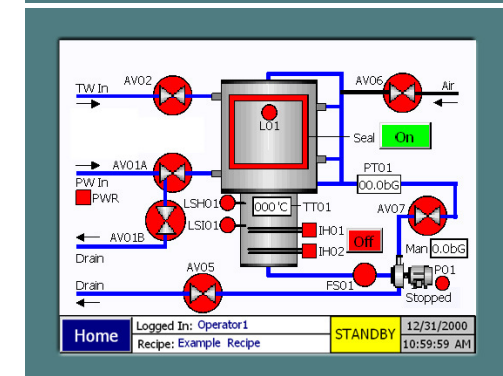 AV02
AV06
TW In
Air
L01
Seal
On
AV01A
PT01
PW In
00.0bG
PWR
LSH01
000°C
TT01
AV07
LSI01
IH01
Off
AV01B
IH02
Man
0.0bG
Drain
AV05
P01
Drain
FS01
Stopped
Home
Logged In: Operator1
STANDBY
12/31/2000
Recipe: Example Recipe
10:59:59 AM